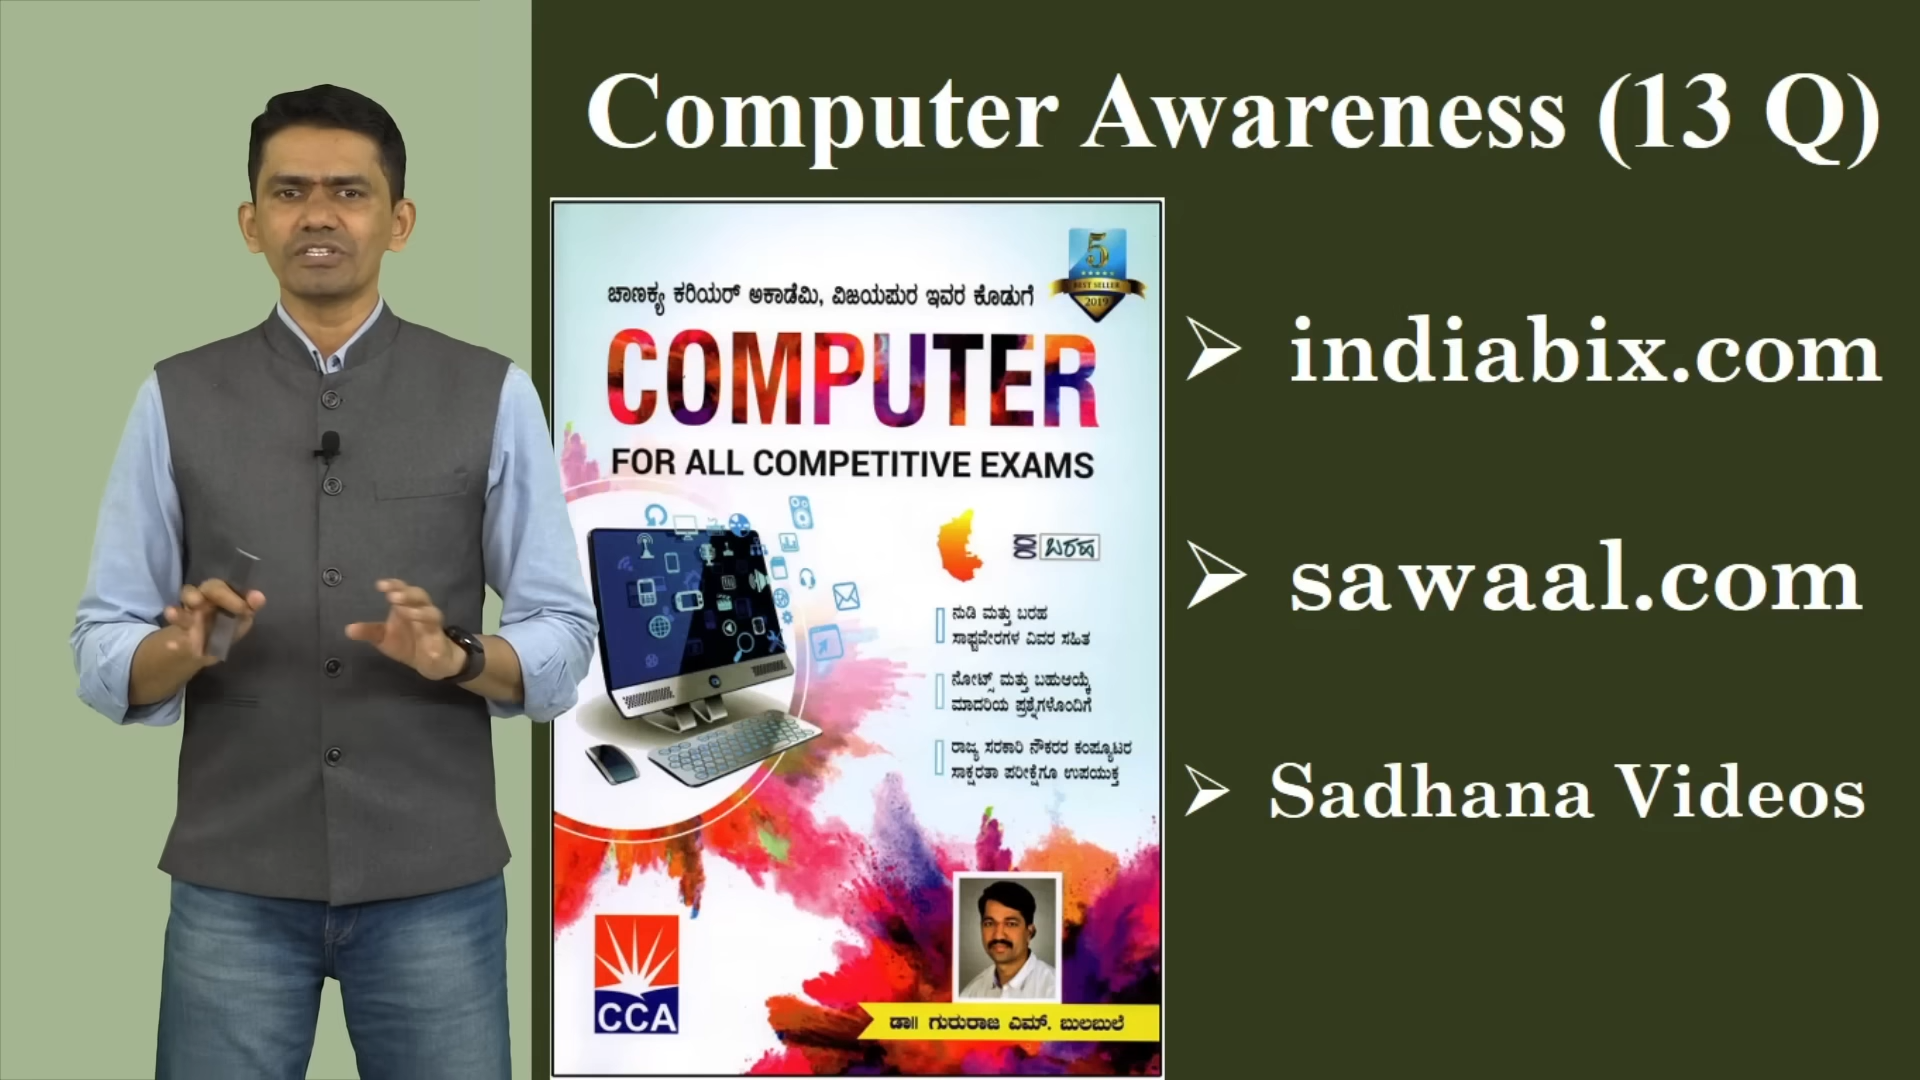 Computer Awareness (13 Q)
5
BEST SELLER
2019
ಚಾಣಕ್ಯ ಕರಿಯರ್ ಅಕಾಡೆಮಿ, ವಿಜಯಪುರ ಇವರ ಕೊಡುಗೆ
COMPUTER
FOR ALL COMPETITIVE EXAMS
ಬರಹ
ನುಡಿ ಮತ್ತು ಬರಹ
ಸಾಫ್ಟವೇರಗಳ ವಿವರ ಸಹಿತ
ನೋಟ್ಸ್ ಮತ್ತು ಬಹುಆಯ್ಕೆ
ಮಾದರಿಯ ಪ್ರಶ್ನೆಗಳೊಂದಿಗೆ
ರಾಜ್ಯ ಸರಕಾರಿ ನೌಕರರ ಕಂಪ್ಯೂಟರ
ಸಾಕ್ಷರತಾ ಪರೀಕ್ಷೆಗೂ ಉಪಯುಕ್ತ
CCA
ಡಾ|| ಗುರುರಾಜ ಎಮ್. ಬುಲಬುಲೆ
➢ indiabix.com
➢ sawaal.com
➢ Sadhana Videos